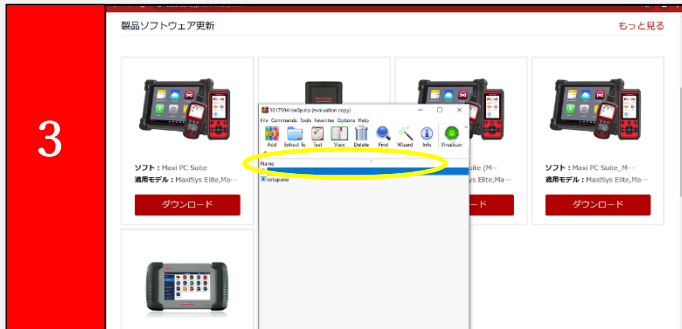 製品ソフトウェア更新
もっと見る
3
(evaluation copy)
File Commands Tools Favorites Options Help
Add Extract To Test View Delete Find Wizard Info VirusScan
Name
ソフト：Maxi PC Suite
適用モデル：MaxiSys Elite,Ma…
ダウンロード
ソフト：Maxi PC Suite_M…
適用モデル：MaxiSys Elite,Ma…
ダウンロード